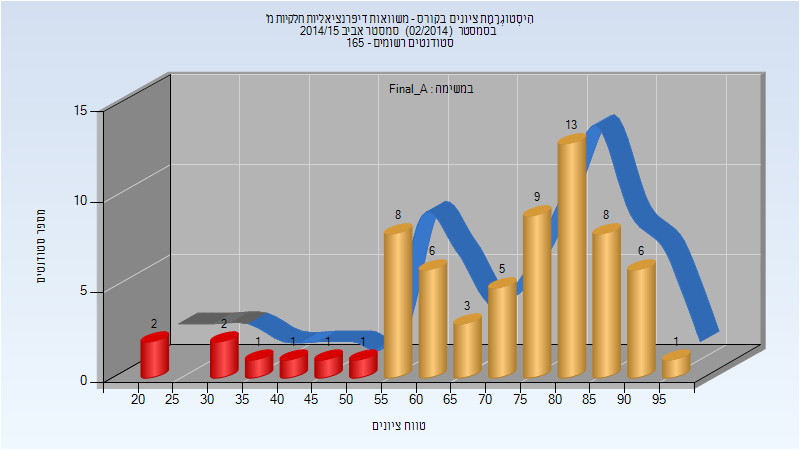 הִיסְטוֹגְרָמַת ציונים בקורס - משוואות דיפרנציאליות חלקיות מ'
בסמסטר (02/2014) סמסטר אביב 2014/15
סטודנטים רשומים - 165
במשימה : Final_A
מספר סטודנטים
15
10
5
0
2
2
1
1
1
1
8
6
3
5
9
13
8
6
1
20 25 30 35 40 45 50 55 60 65 70 75 80 85 90 95
טווח ציונים